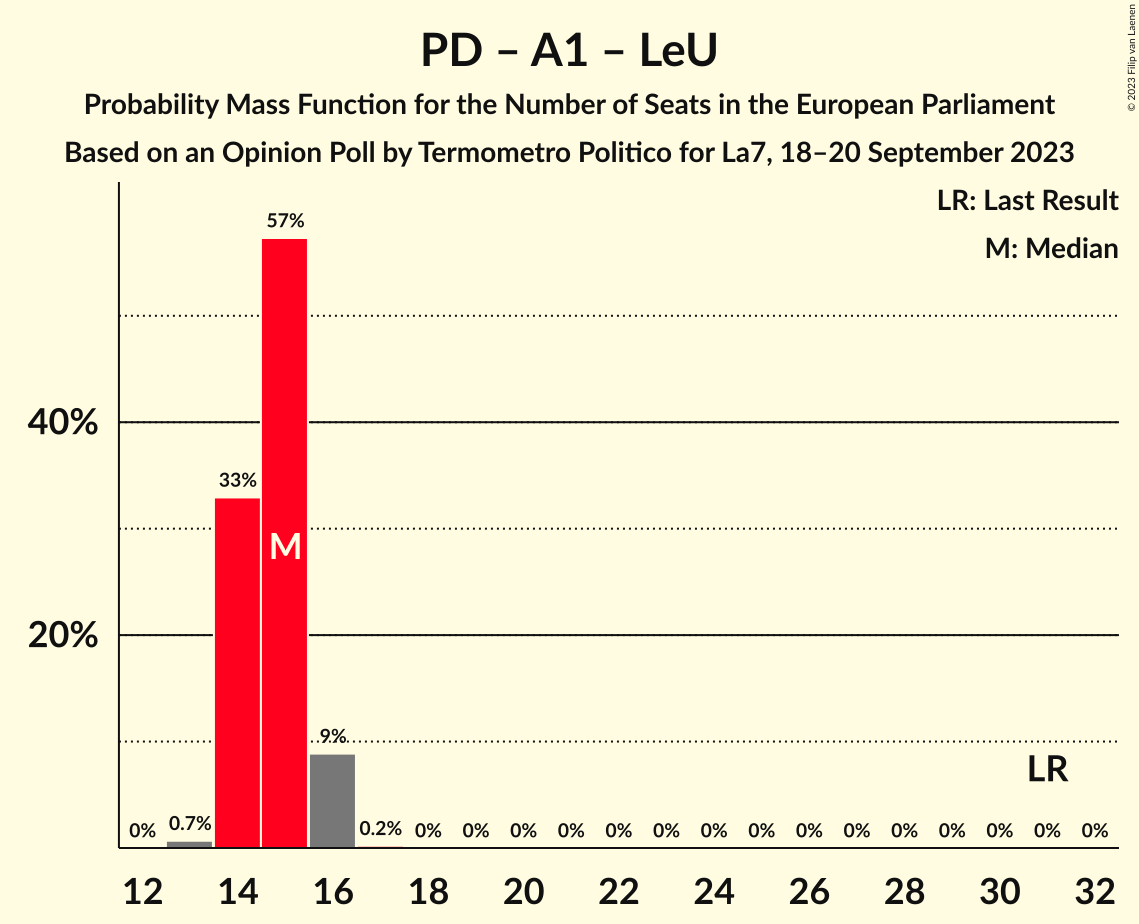 PD – A1 – LeU
Probability Mass Function for the Number of Seats in the European Parliament
Based on an Opinion Poll by Termometro Politico for La7, 18–20 September 2023
© 2023 Filip van Laenen
LR: Last Result
M: Median
57%
40%
33%
M
20%
9%
LR
0% 0.7% 0.2% 0% 0% 0% 0% 0% 0% 0% 0% 0% 0% 0% 0% 0% 0% 0%
12 14 16 18 20 22 24 26 28 30 32